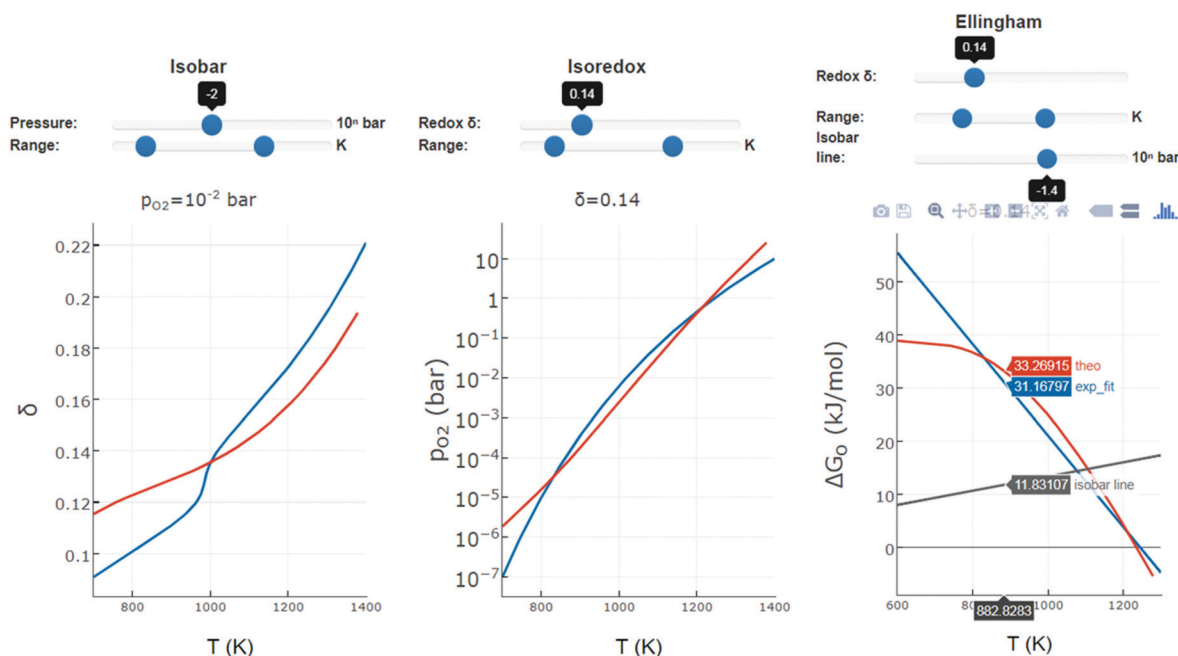 Isobar
-2
Pressure: 10ⁿ bar
Range: K
pO2=10⁻² bar
δ
0.22
0.2
0.18
0.16
0.14
0.12
0.1
800 1000 1200 1400
T (K)
Isoredox
0.14
Redox δ:
Range: K
δ=0.14
pO2 (bar)
10
1
10⁻¹
10⁻²
10⁻³
10⁻⁴
10⁻⁵
10⁻⁶
10⁻⁷
800 1000 1200 1400
T (K)
Ellingham
0.14
Redox δ:
Range: K
Isobar
line: 10ⁿ bar
-1.4
δ=0.14
ΔGO (kJ/mol)
50
40
30
20
10
0
33.26915 theo
31.16797 exp_fit
11.83107 isobar line
600 1000 1200
882.8283
T (K)